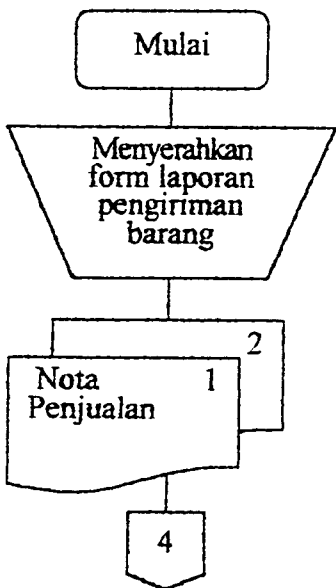 Mulai
Menyerahkan
form laporan
pengiriman
barang
2
Nota 1
Penjualan
4